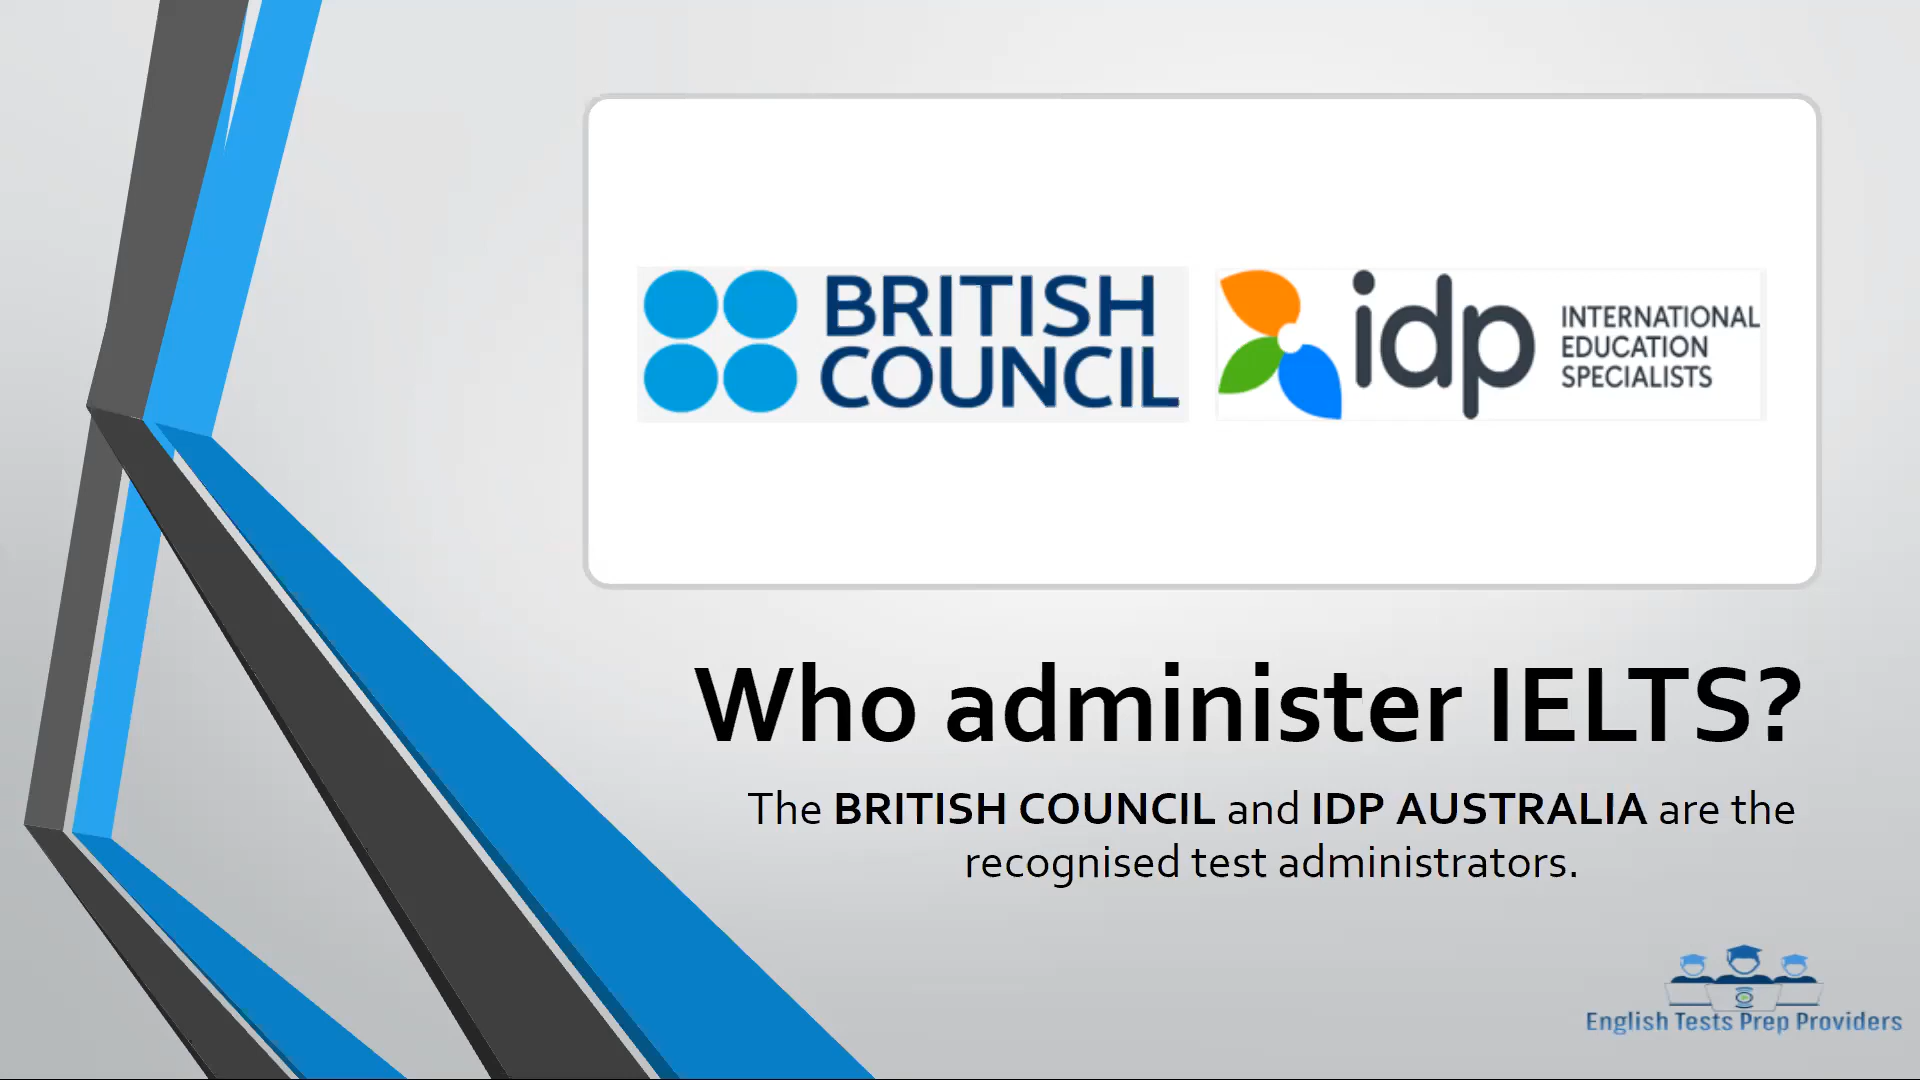 BRITISH
COUNCIL
idp
INTERNATIONAL
EDUCATION
SPECIALISTS
Who administer IELTS?
The BRITISH COUNCIL and IDP AUSTRALIA are the
recognised test administrators.
English Tests Prep Providers